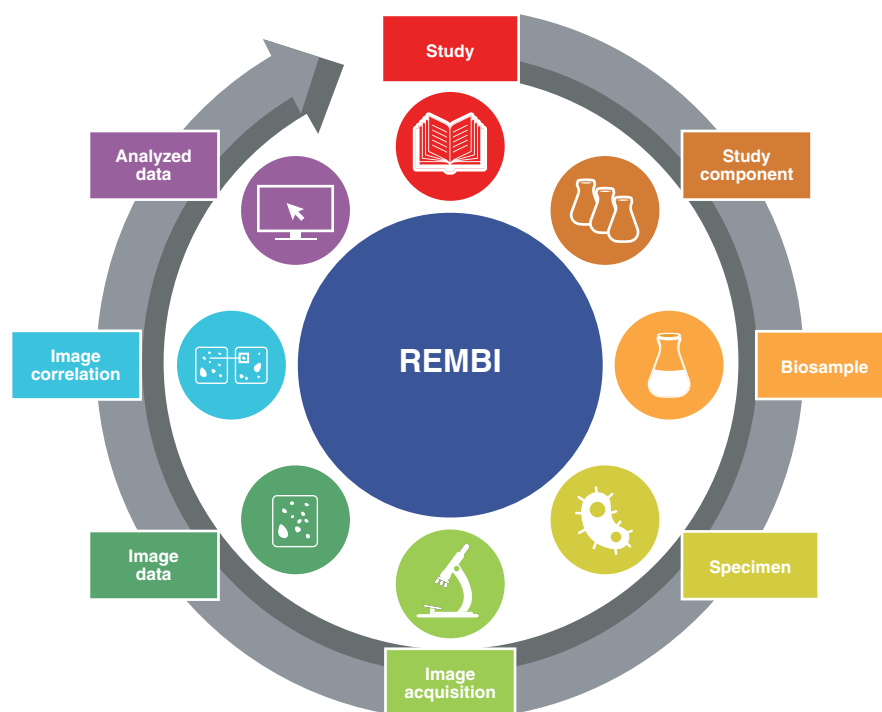 Study
Study
component
Biosample
Specimen
Image
acquisition
Image
data
Image
correlation
Analyzed
data
REMBI